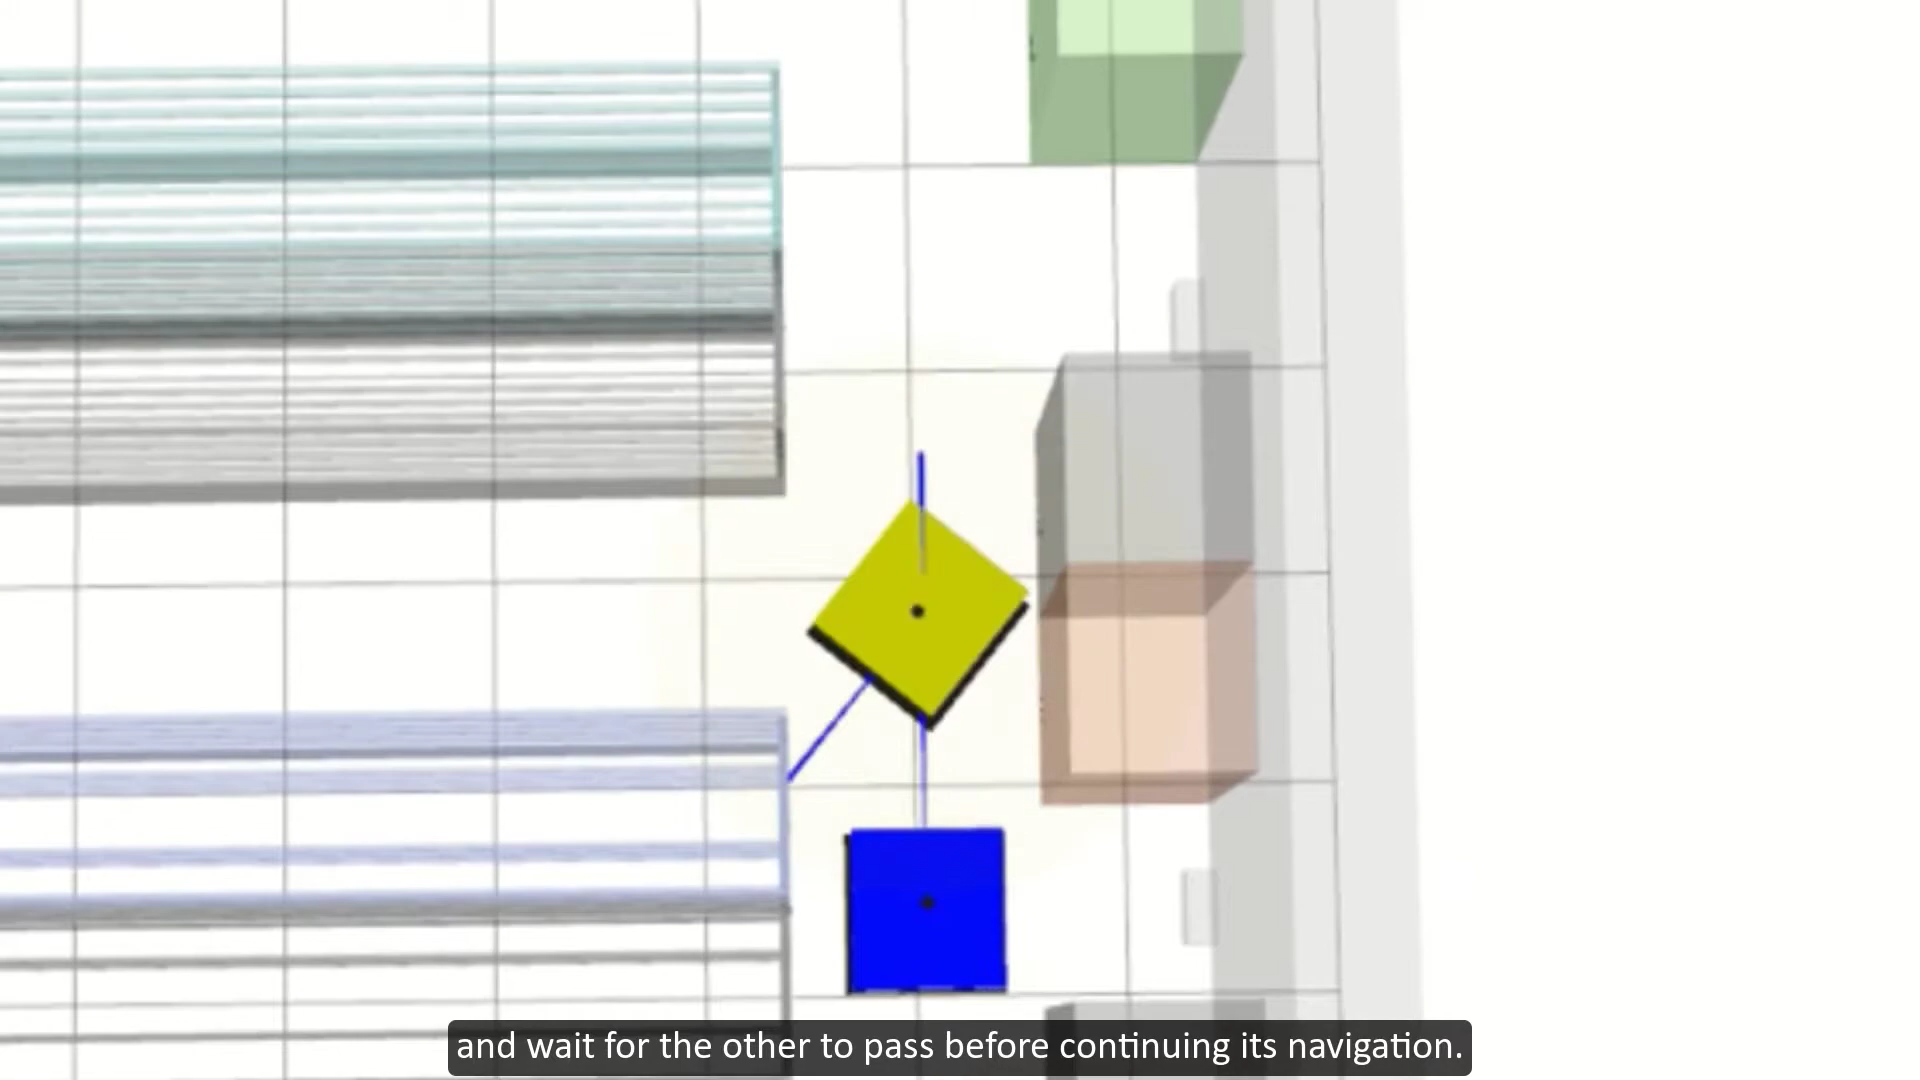 and wait for the other to pass before continuing its navigation.